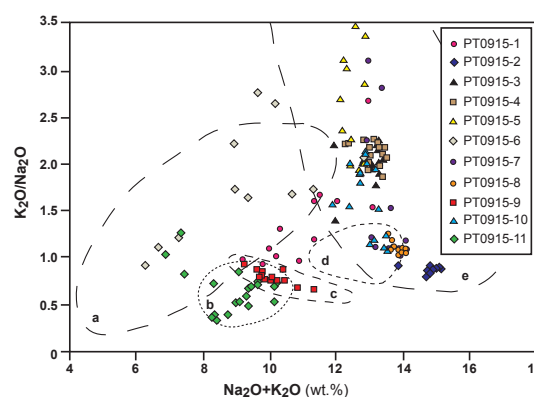 3.5
3.0
2.5
2.0
1.5
1.0
0.5
0
K₂O/Na₂O
4
6
8
10
12
14
16
18
Na₂O+K₂O (wt.%)
a
b
c
d
e
PT0915-1
PT0915-2
PT0915-3
PT0915-4
PT0915-5
PT0915-6
PT0915-7
PT0915-8
PT0915-9
PT0915-10
PT0915-11